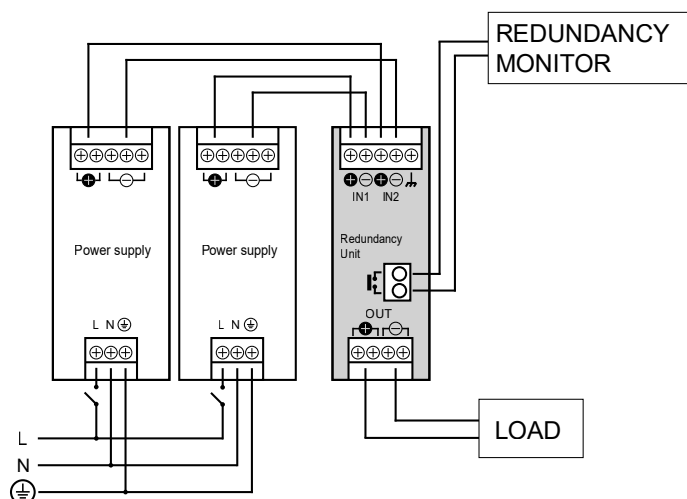 REDUNDANCY
MONITOR
IN1 IN2
Power supply
Power supply
Redundancy
Unit
OUT
L N
L N
L
N
LOAD